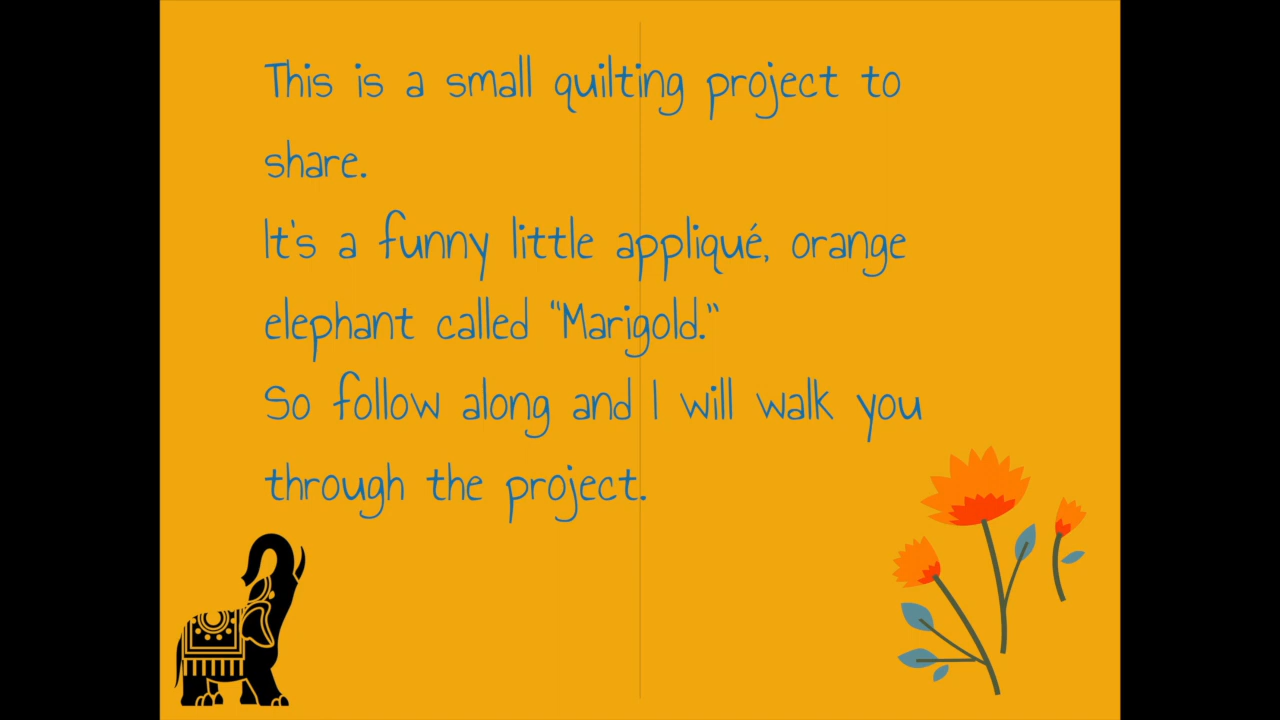 This is a small quilting project to
share.
It's a funny little appliqué, orange
elephant called "Marigold."
So follow along and I will walk you
through the project.